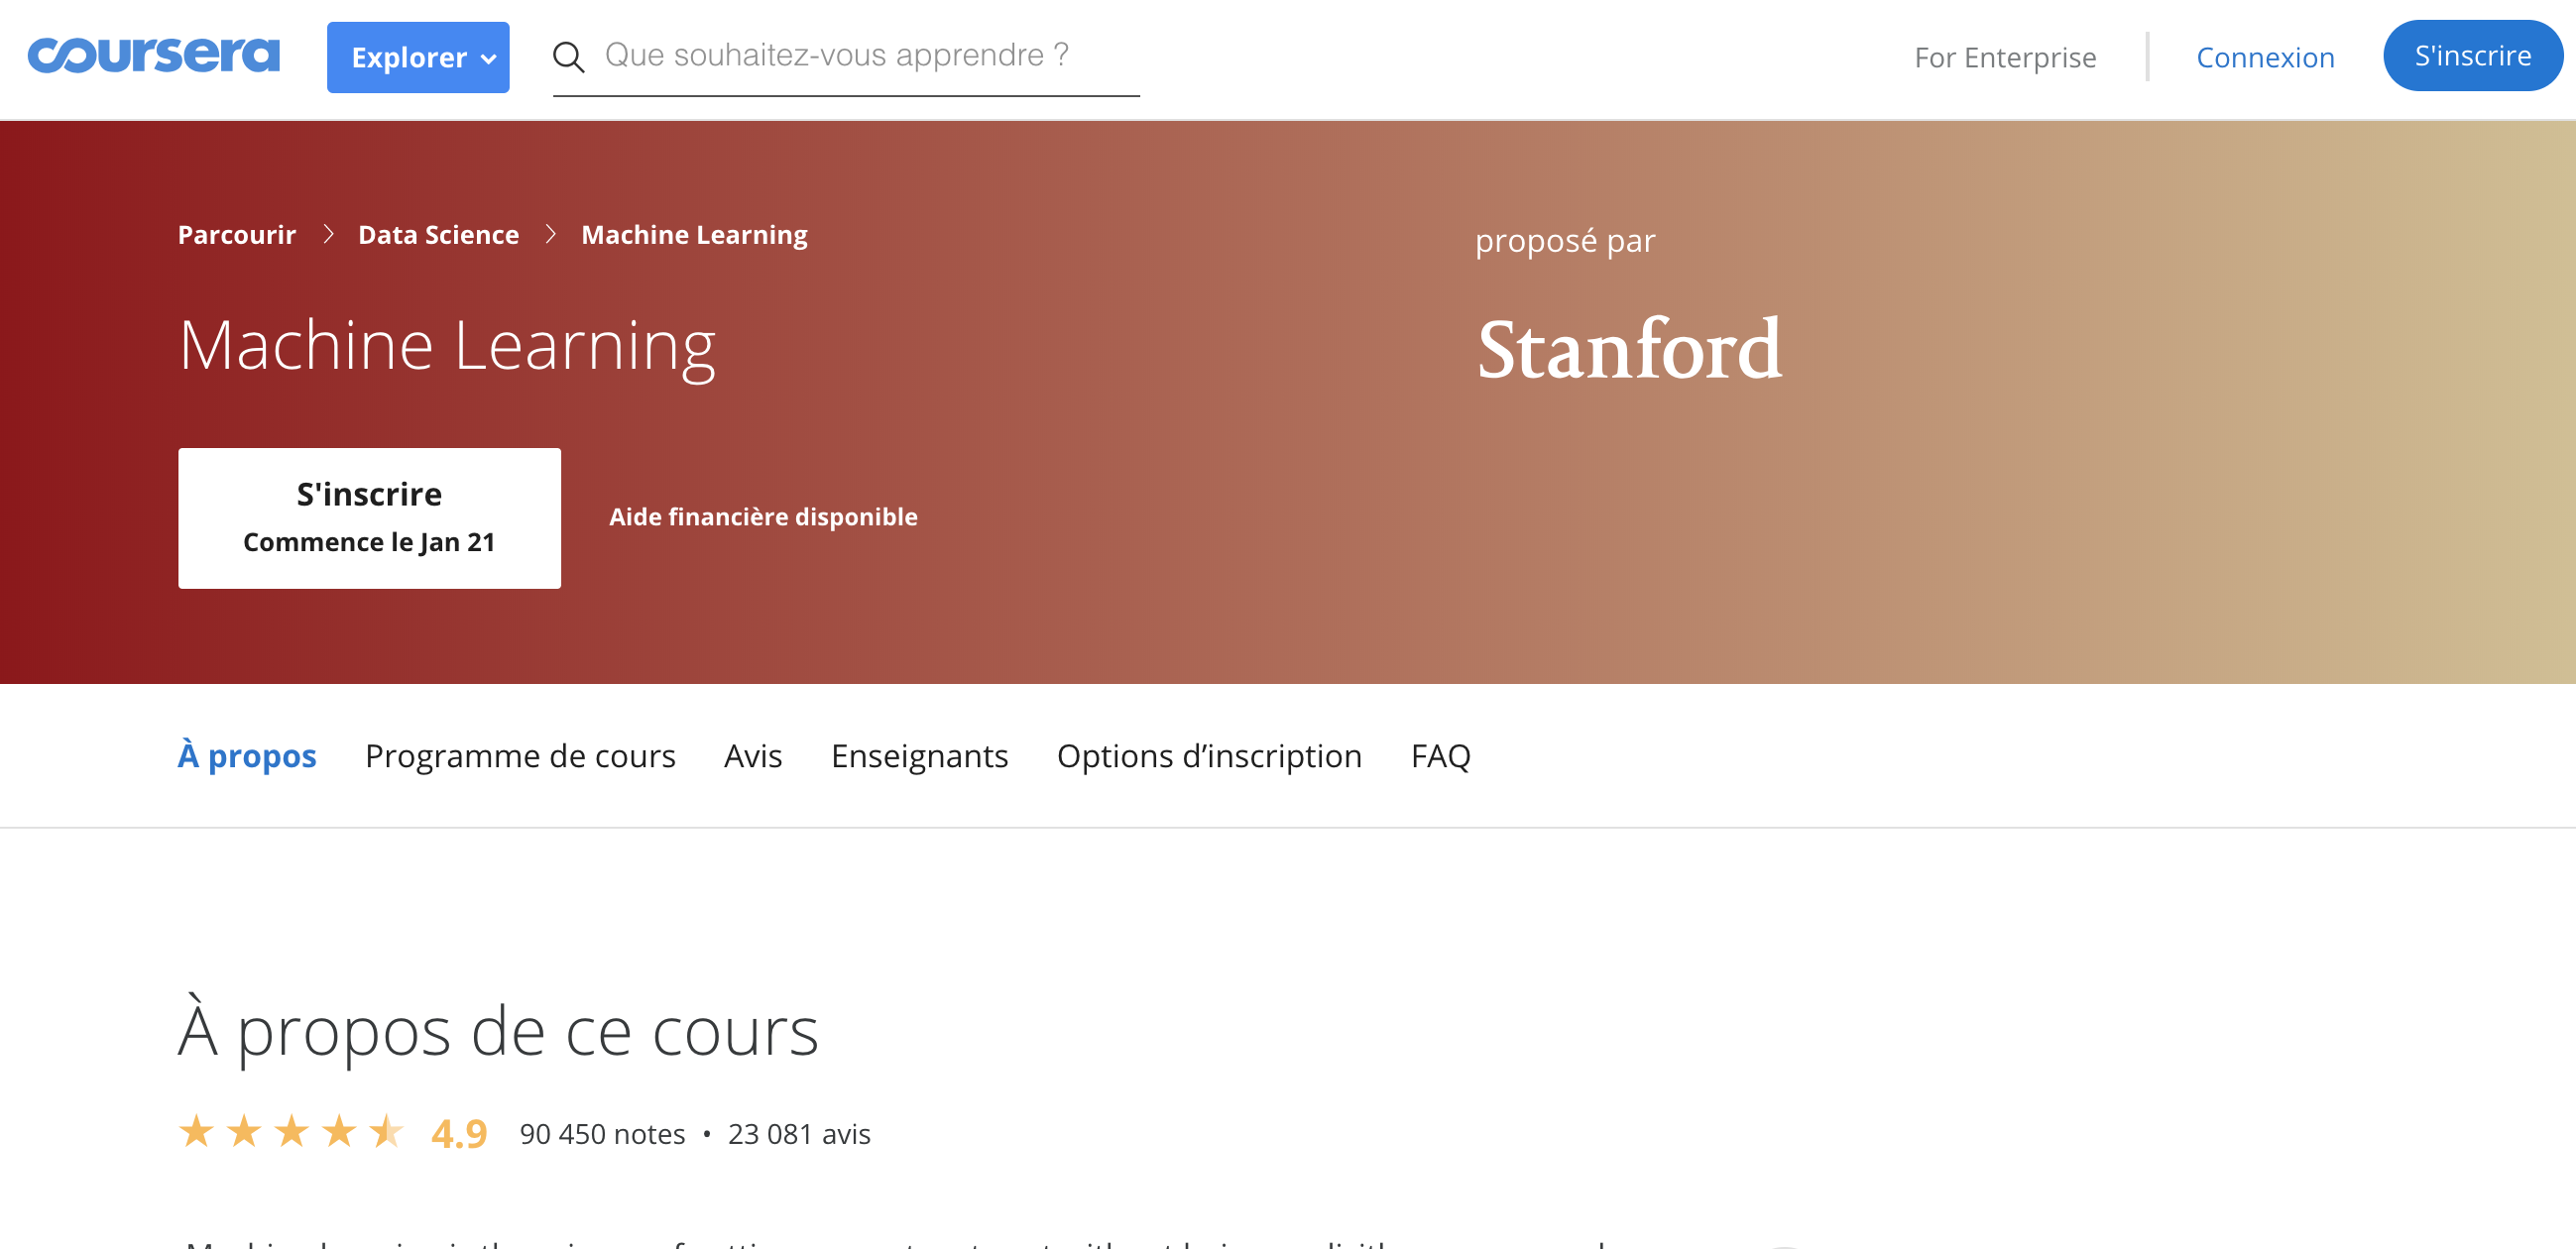 coursera
Explorer
Que souhaitez-vous apprendre ?
For Enterprise
Connexion
S'inscrire
Parcourir > Data Science > Machine Learning
proposé par
Machine Learning
Stanford
S'inscrire
Commence le Jan 21
Aide financière disponible
À propos Programme de cours Avis Enseignants Options d’inscription FAQ
À propos de ce cours
4.9 90 450 notes • 23 081 avis